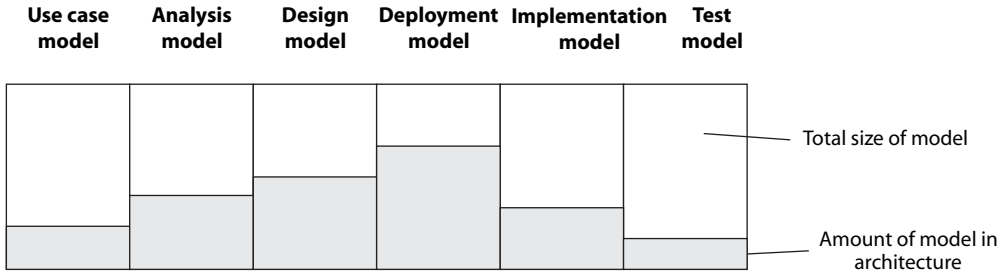 Use case Analysis Design Deployment Implementation Test
model model model model model model
Total size of model
Amount of model in
architecture